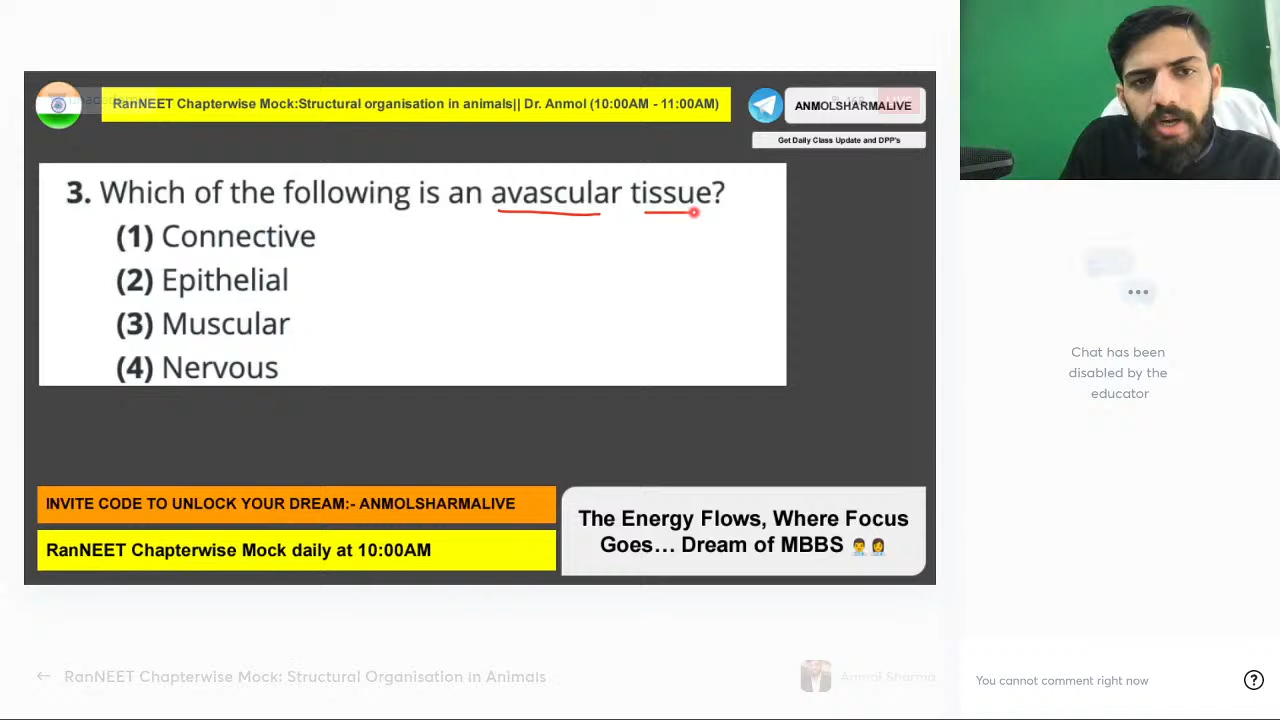 RanNEET Chapterwise Mock:Structural organisation in animals|| Dr. Anmol (10:00AM - 11:00AM)
ANMOLSHARMALIVE
Get Daily Class Update and DPP's
3. Which of the following is an avascular tissue?
(1) Connective
(2) Epithelial
(3) Muscular
(4) Nervous
INVITE CODE TO UNLOCK YOUR DREAM:- ANMOLSHARMALIVE
RanNEET Chapterwise Mock daily at 10:00AM
The Energy Flows, Where Focus
Goes... Dream of MBBS 👨‍⚕️👩‍⚕️
Chat has been
disabled by the
educator
← RanNEET Chapterwise Mock: Structural Organisation in Animals
Anmol Sharma
You cannot comment right now
?